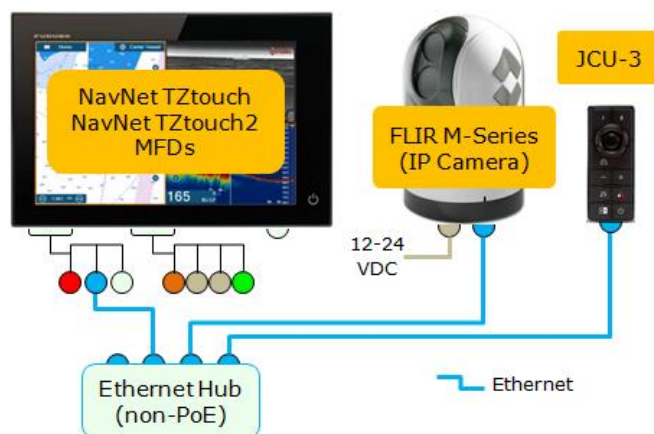 FURUNO
NavNet TZtouch
NavNet TZtouch2
MFDs
165
FLIR M-Series
(IP Camera)
JCU-3
12-24
VDC
Ethernet Hub
(non-PoE)
Ethernet